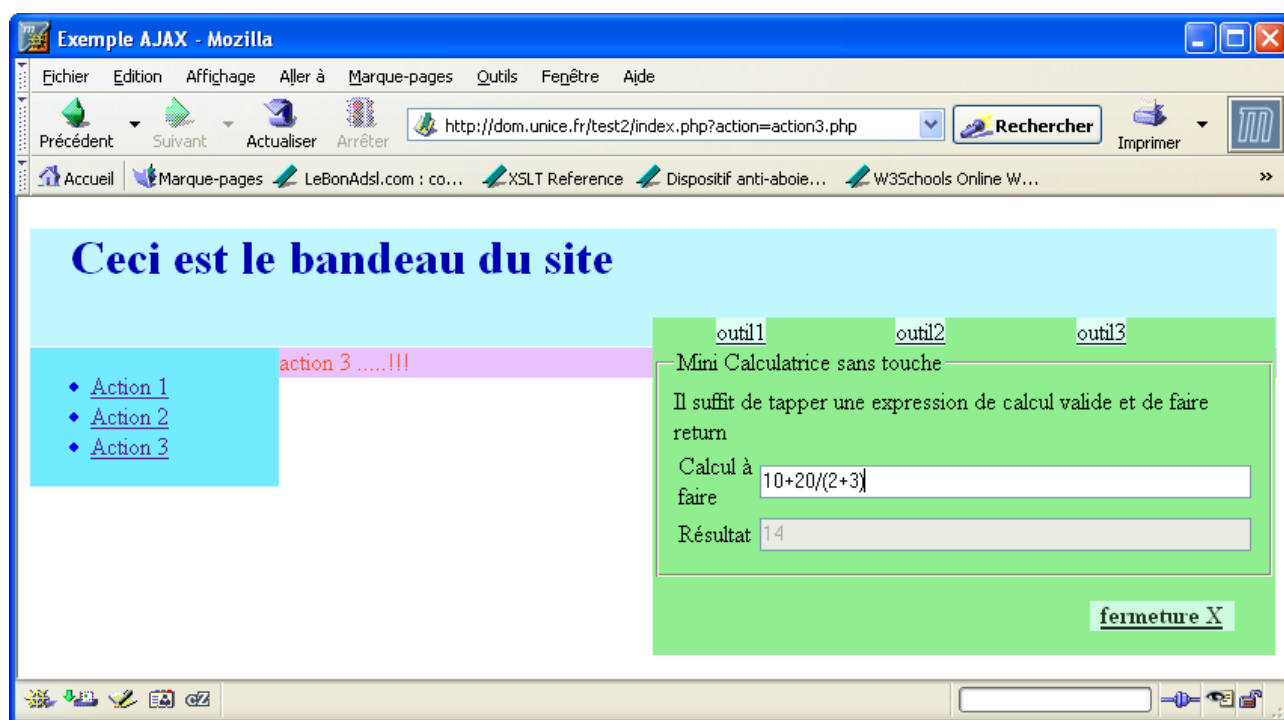 Exemple AJAX - Mozilla
Fichier Edition Affichage Aller à Marque-pages Outils Fenêtre Aide
Précédent Suivant Actualiser Arrêter http://dom.unice.fr/test2/index.php?action=action3.php Rechercher Imprimer
Accueil Marque-pages LeBonAdsl.com : co... XSLT Reference Dispositif anti-aboie... W3Schools Online W... »
Ceci est le bandeau du site
outil1 outil2 outil3
action 3 .....!!!
Action 1
Action 2
Action 3
Mini Calculatrice sans touche
Il suffit de tapper une expression de calcul valide et de faire
return
Calcul à
faire
10+20/(2+3)
Résultat 14
fermeture X